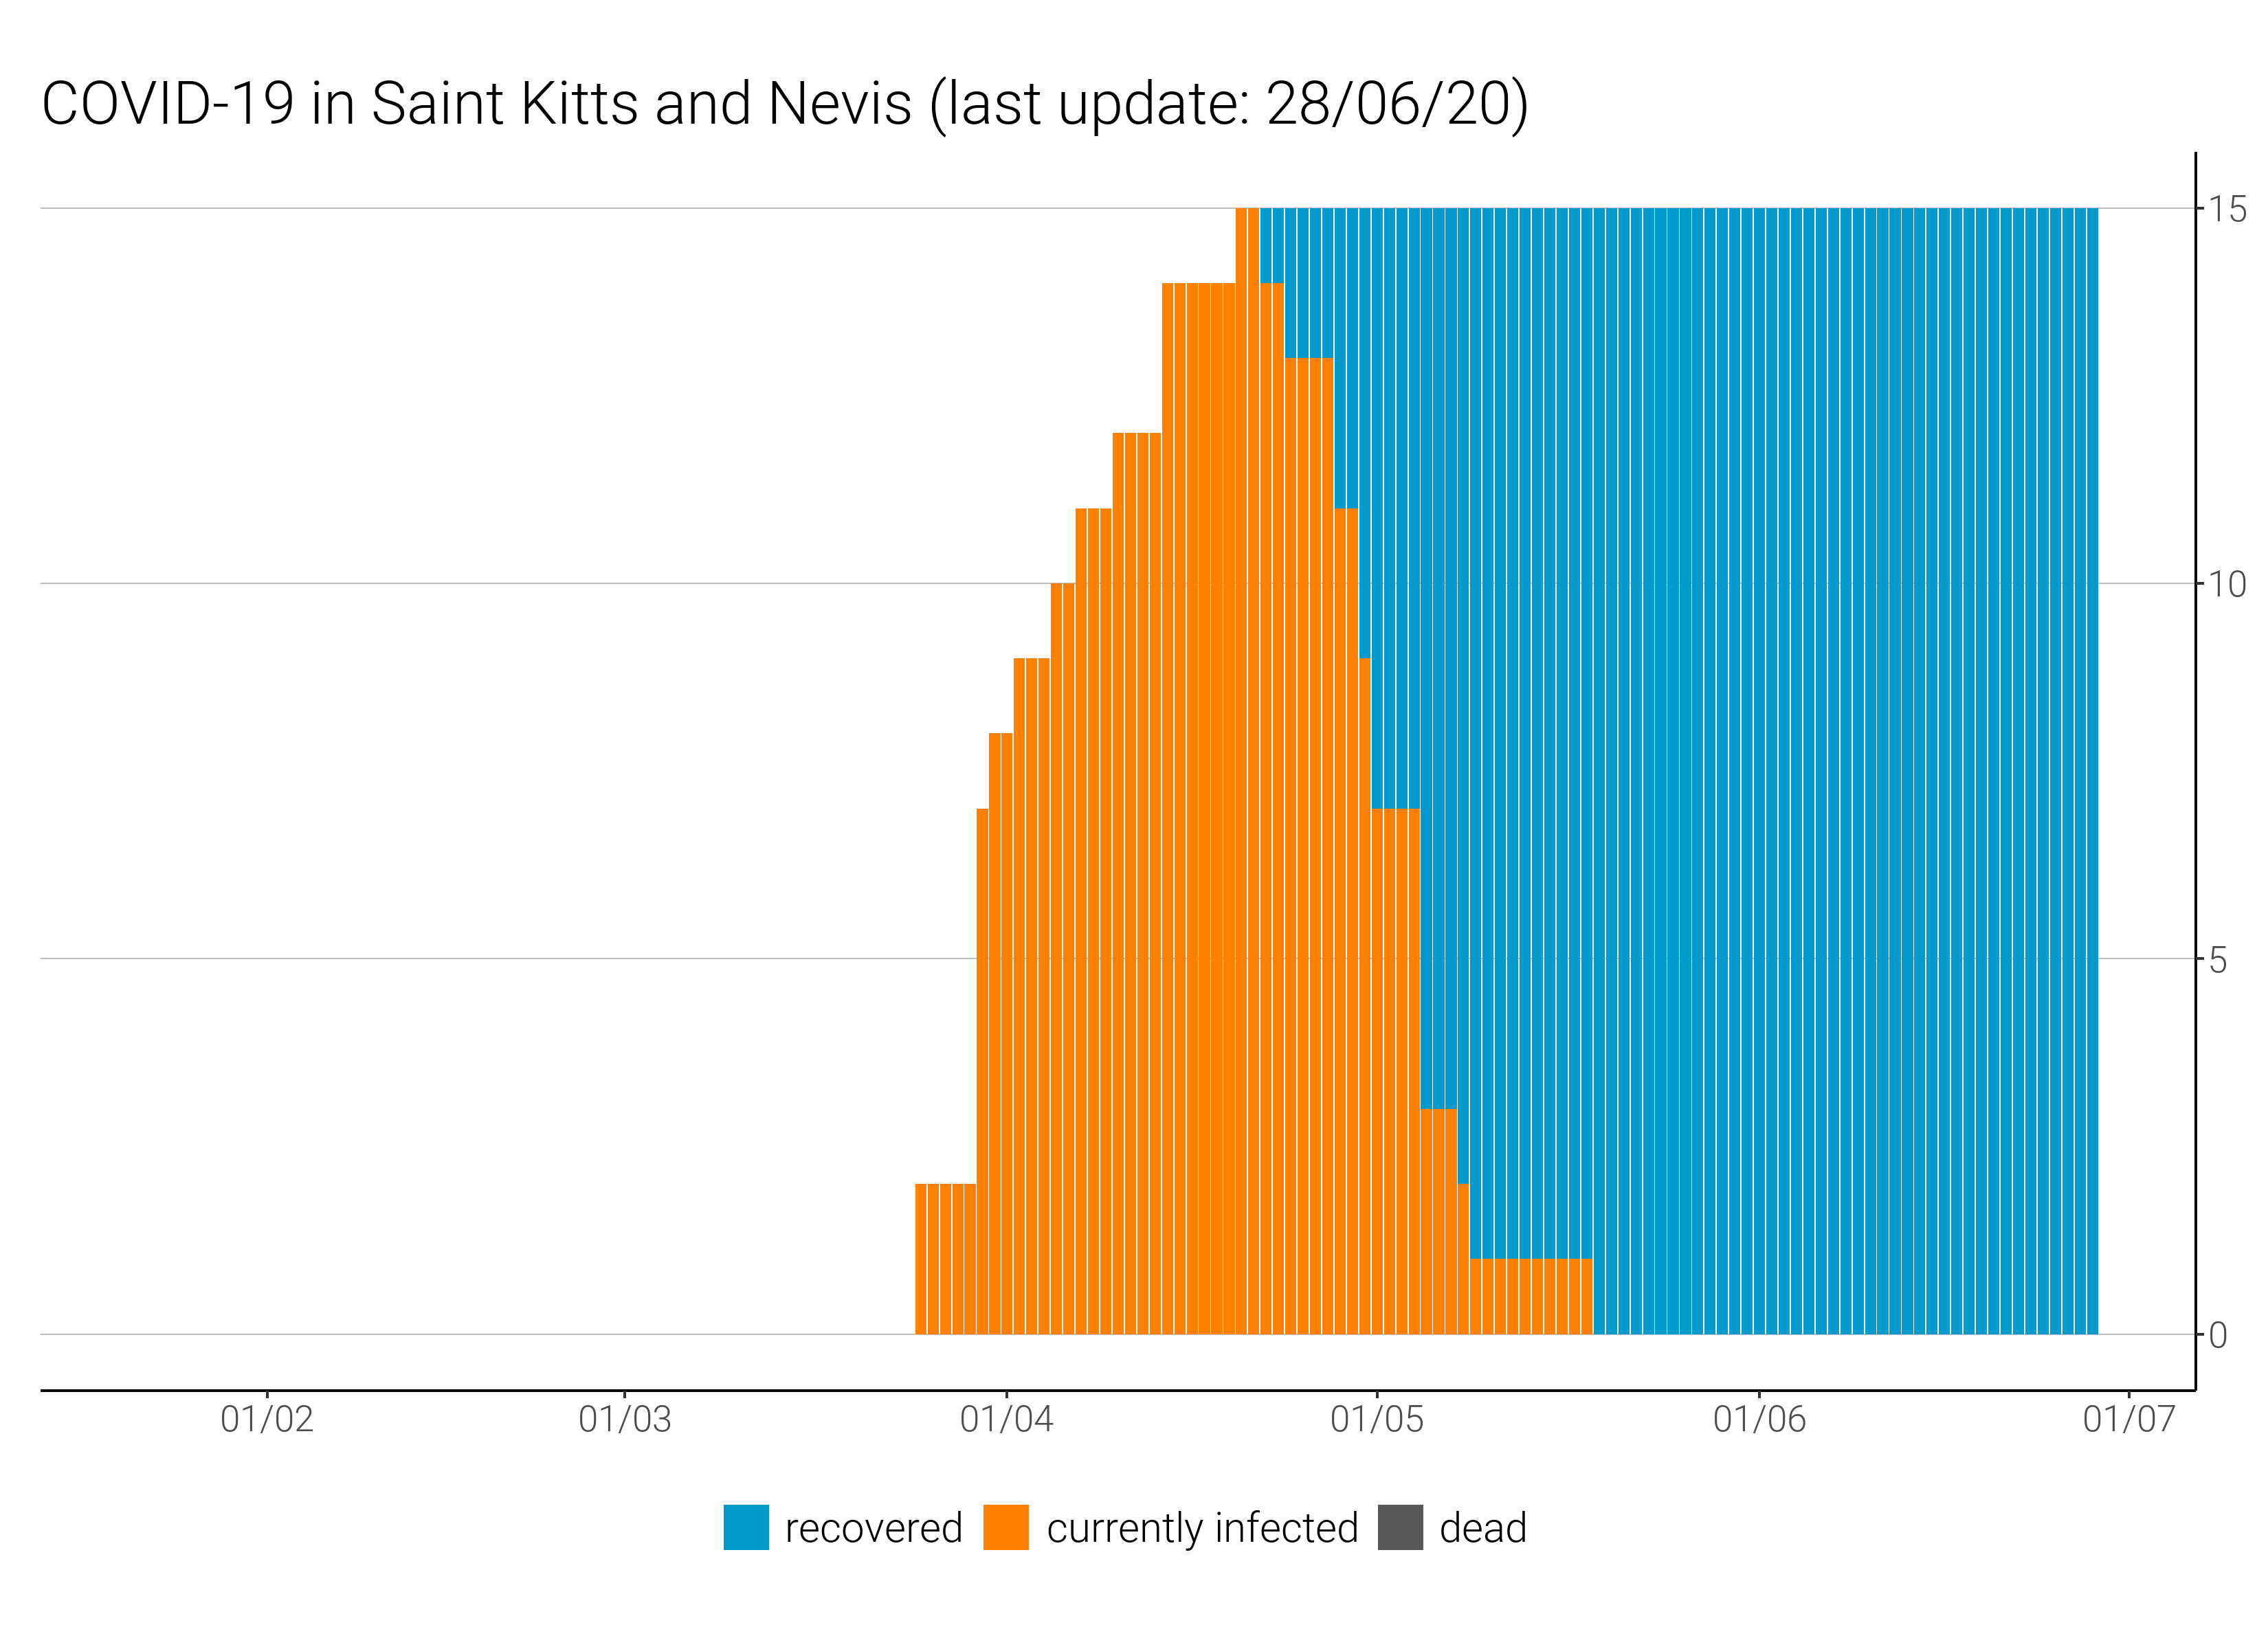 COVID-19 in Saint Kitts and Nevis (last update: 28/06/20)
15
10
5
0
01/02 01/03 01/04 01/05 01/06 01/07
recovered currently infected dead